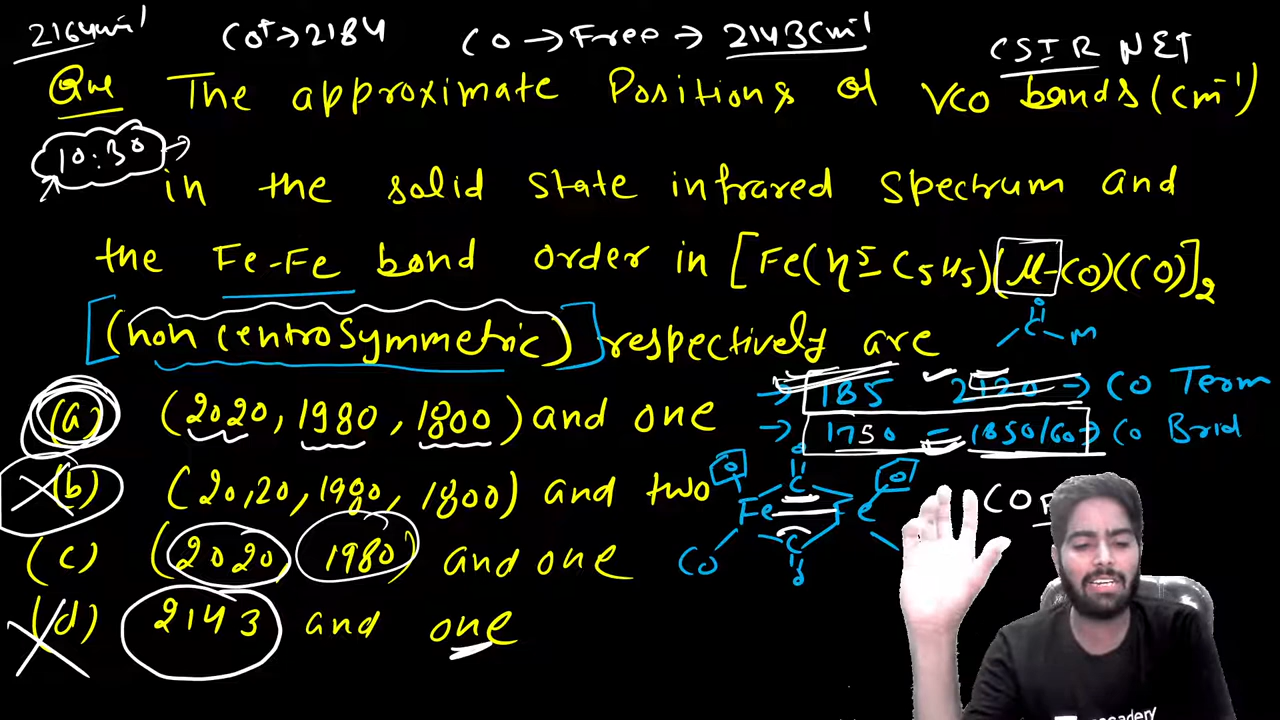 2164cm⁻¹ CO⁺→2184 CO→Free→2143cm⁻¹
CSIR NET
Que The approximate Positions of νCO bands (cm⁻¹)
10:30
in the solid state infrared spectrum and
the Fe-Fe bond order in [Fe(η5-C5H5)(μ-CO)(CO)]2
(non centrosymmetric) respectively are
C M
(a) (2020, 1980, 1800) and one
→ 185 2120 → CO Term
→ 1750 - 1850/60 CO Brid
(b) (20,20, 1980, 1800) and two
CO
Fe C Fe
CO C
(c) (2020 1980) and one
(d) 2143 and one